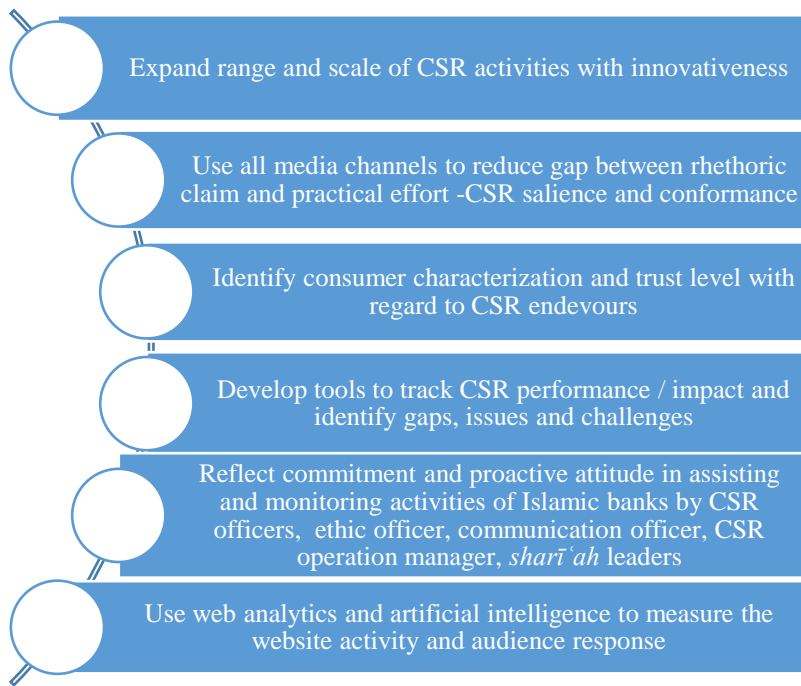 Expand range and scale of CSR activities with innovativeness
Use all media channels to reduce gap between rhethoric
claim and practical effort -CSR salience and conformance
Identify consumer characterization and trust level with
regard to CSR endevours
Develop tools to track CSR performance / impact and
identify gaps, issues and challenges
Reflect commitment and proactive attitude in assisting
and monitoring activities of Islamic banks by CSR
officers, ethic officer, communication officer, CSR
operation manager, sharīʿah leaders
Use web analytics and artificial intelligence to measure the
website activity and audience response